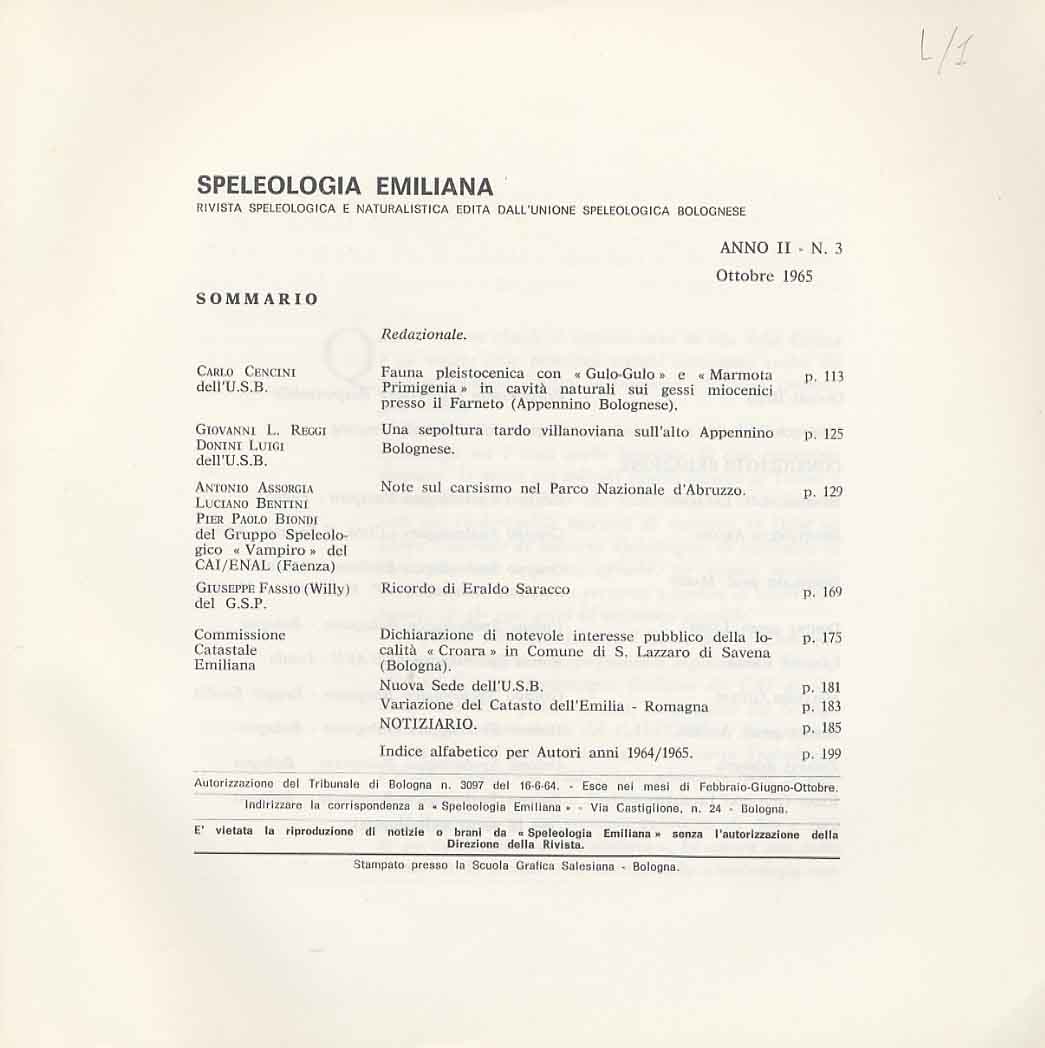 L/1
SPELEOLOGIA EMILIANA
RIVISTA SPELEOLOGICA E NATURALISTICA EDITA DALL'UNIONE SPELEOLOGICA BOLOGNESE
ANNO II - N. 3
Ottobre 1965
SOMMARIO
Redazionale.
CARLO CENCINI
dell'U.S.B.
Fauna pleistocenica con « Gulo-Gulo » e « Marmota
Primigenia » in cavità naturali sui gessi miocenici
presso il Farneto (Appennino Bolognese).
p. 113
GIOVANNI L. REGGI
DONINI LUIGI
dell'U.S.B.
Una sepoltura tardo villanoviana sull'alto Appennino
Bolognese.
p. 125
ANTONIO ASSORGIA
LUCIANO BENTINI
PIER PAOLO BIONDI
del Gruppo Speleolo-
gico « Vampiro » del
CAI/ENAL (Faenza)
Note sul carsismo nel Parco Nazionale d'Abruzzo.
p. 129
GIUSEPPE FASSIO (Willy)
del G.S.P.
Ricordo di Eraldo Saracco
p. 169
Commissione
Catastale
Emiliana
Dichiarazione di notevole interesse pubblico della lo-
calità « Croara » in Comune di S. Lazzaro di Savena
(Bologna).
p. 175
Nuova Sede dell'U.S.B.
p. 181
Variazione del Catasto dell'Emilia - Romagna
p. 183
NOTIZIARIO.
p. 185
Indice alfabetico per Autori anni 1964/1965.
p. 199
Autorizzazione del Tribunale di Bologna n. 3097 del 16-6-64. - Esce nei mesi di Febbraio-Giugno-Ottobre.
Indirizzare la corrispondenza a « Speleologia Emiliana » - Via Castiglione, n. 24 - Bologna.
E' vietata la riproduzione di notizie o brani da « Speleologia Emiliana » senza l'autorizzazione della
Direzione della Rivista.
Stampato presso la Scuola Grafica Salesiana - Bologna.